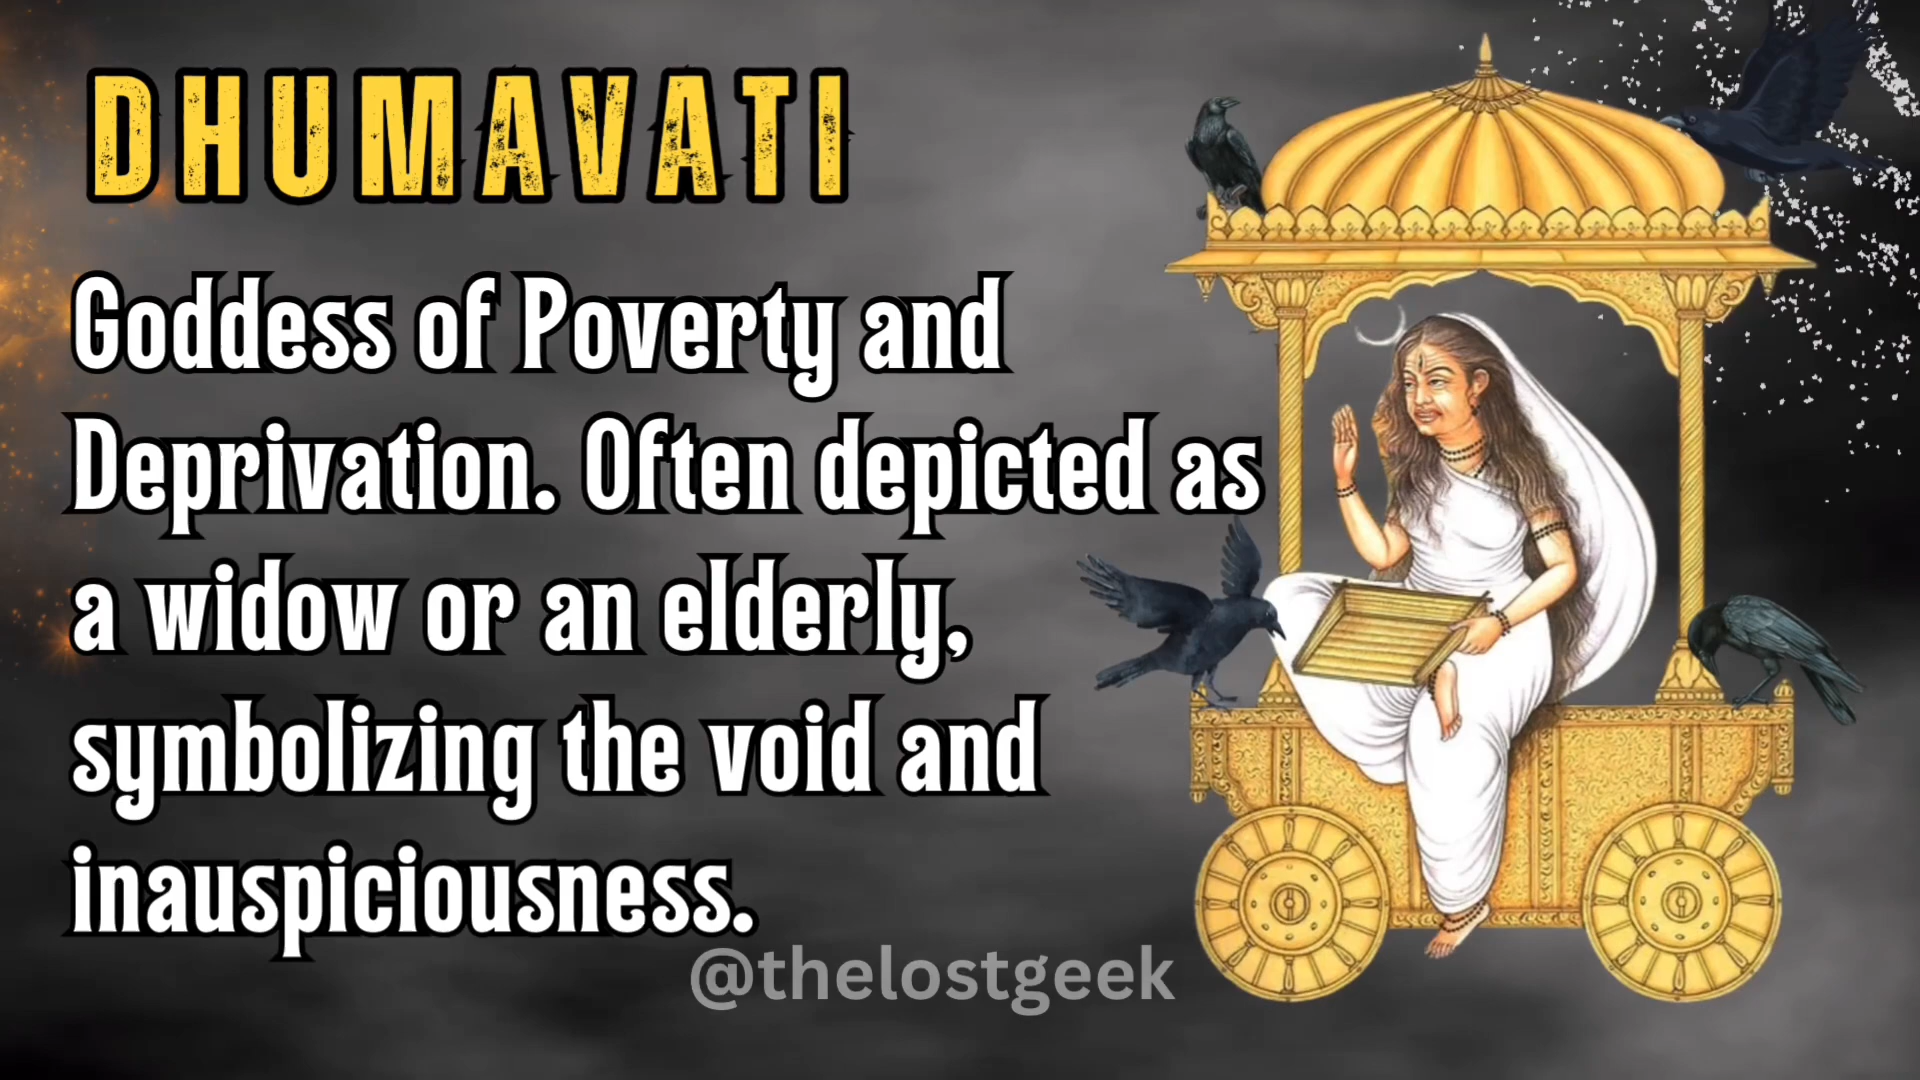 DHUMAVATI
Goddess of Poverty and
Deprivation. Often depicted as
a widow or an elderly,
symbolizing the void and
inauspiciousness.
@thelostgeek